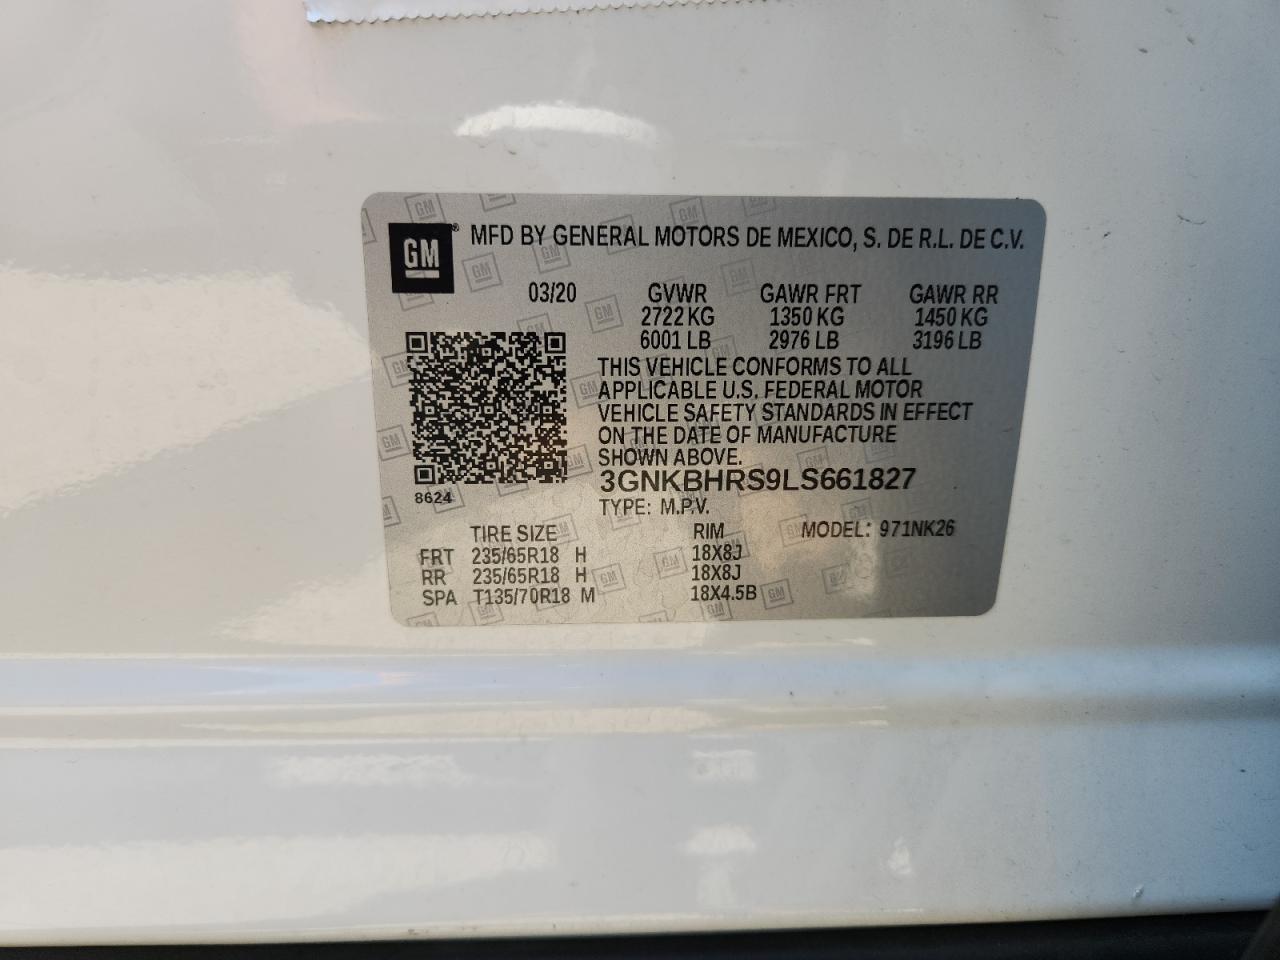 GM® MFD BY GENERAL MOTORS DE MEXICO, S. DE R.L. DE C.V.
03/20 GVWR GAWR FRT GAWR RR
2722 KG 1350 KG 1450 KG
6001 LB 2976 LB 3196 LB
THIS VEHICLE CONFORMS TO ALL
APPLICABLE U.S. FEDERAL MOTOR
VEHICLE SAFETY STANDARDS IN EFFECT
ON THE DATE OF MANUFACTURE
SHOWN ABOVE.
3GNKBHRS9LS661827
8624
TYPE: M.P.V.
TIRE SIZE RIM MODEL: 971NK26
FRT 235/65R18 H 18X8J
RR 235/65R18 H 18X8J
SPA T135/70R18 M 18X4.5B